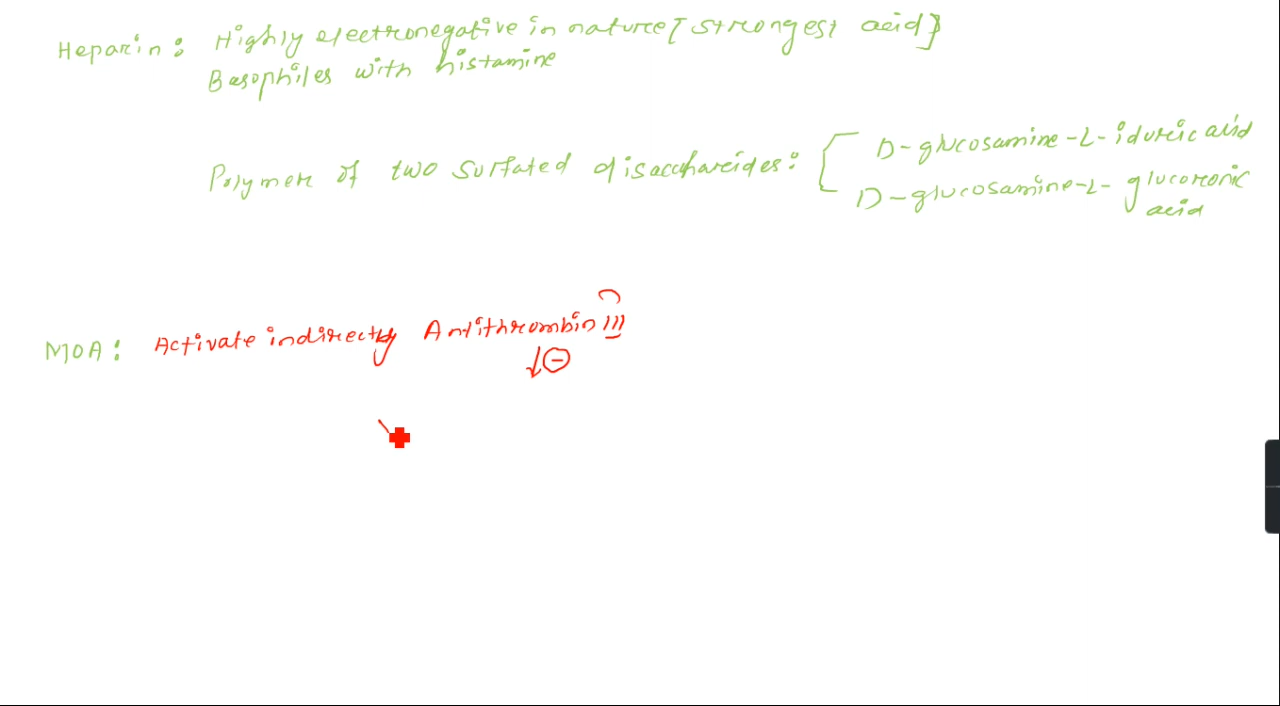 Heparin: Highly electronegative in nature [strongest acid}
Basophiles with histamine
Polymer of two sulfated disaccharides: [ D-glucosamine-L-iduric acid
D-glucosamine-L-glucoronic
acid
MOA: Activate indirectly Antithrombin III
↓⊖